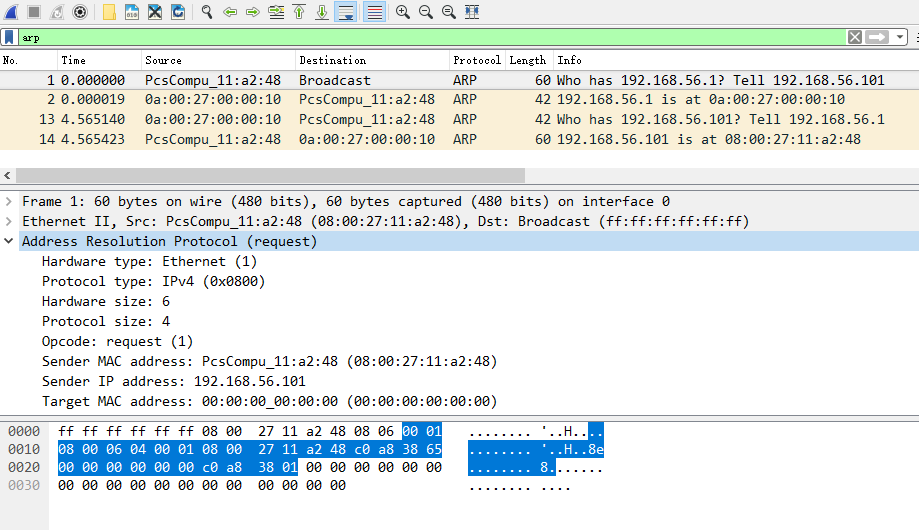 arp
No. Time Source Destination Protocol Length Info
1 0.000000 PcsCompu_11:a2:48 Broadcast ARP 60 Who has 192.168.56.1? Tell 192.168.56.101
2 0.000019 0a:00:27:00:00:10 PcsCompu_11:a2:48 ARP 42 192.168.56.1 is at 0a:00:27:00:00:10
13 4.565140 0a:00:27:00:00:10 PcsCompu_11:a2:48 ARP 42 Who has 192.168.56.101? Tell 192.168.56.1
14 4.565423 PcsCompu_11:a2:48 0a:00:27:00:00:10 ARP 60 192.168.56.101 is at 08:00:27:11:a2:48
Frame 1: 60 bytes on wire (480 bits), 60 bytes captured (480 bits) on interface 0
Ethernet II, Src: PcsCompu_11:a2:48 (08:00:27:11:a2:48), Dst: Broadcast (ff:ff:ff:ff:ff:ff)
Address Resolution Protocol (request)
Hardware type: Ethernet (1)
Protocol type: IPv4 (0x0800)
Hardware size: 6
Protocol size: 4
Opcode: request (1)
Sender MAC address: PcsCompu_11:a2:48 (08:00:27:11:a2:48)
Sender IP address: 192.168.56.101
Target MAC address: 00:00:00_00:00:00 (00:00:00:00:00:00)
0000 ff ff ff ff ff ff 08 00 27 11 a2 48 08 06 00 01 ........ '..H....
0010 08 00 06 04 00 01 08 00 27 11 a2 48 c0 a8 38 65 ........ '..H..8e
0020 00 00 00 00 00 00 c0 a8 38 01 00 00 00 00 00 00 ........ 8.......
0030 00 00 00 00 00 00 00 00 00 00 00 00 ........ ....